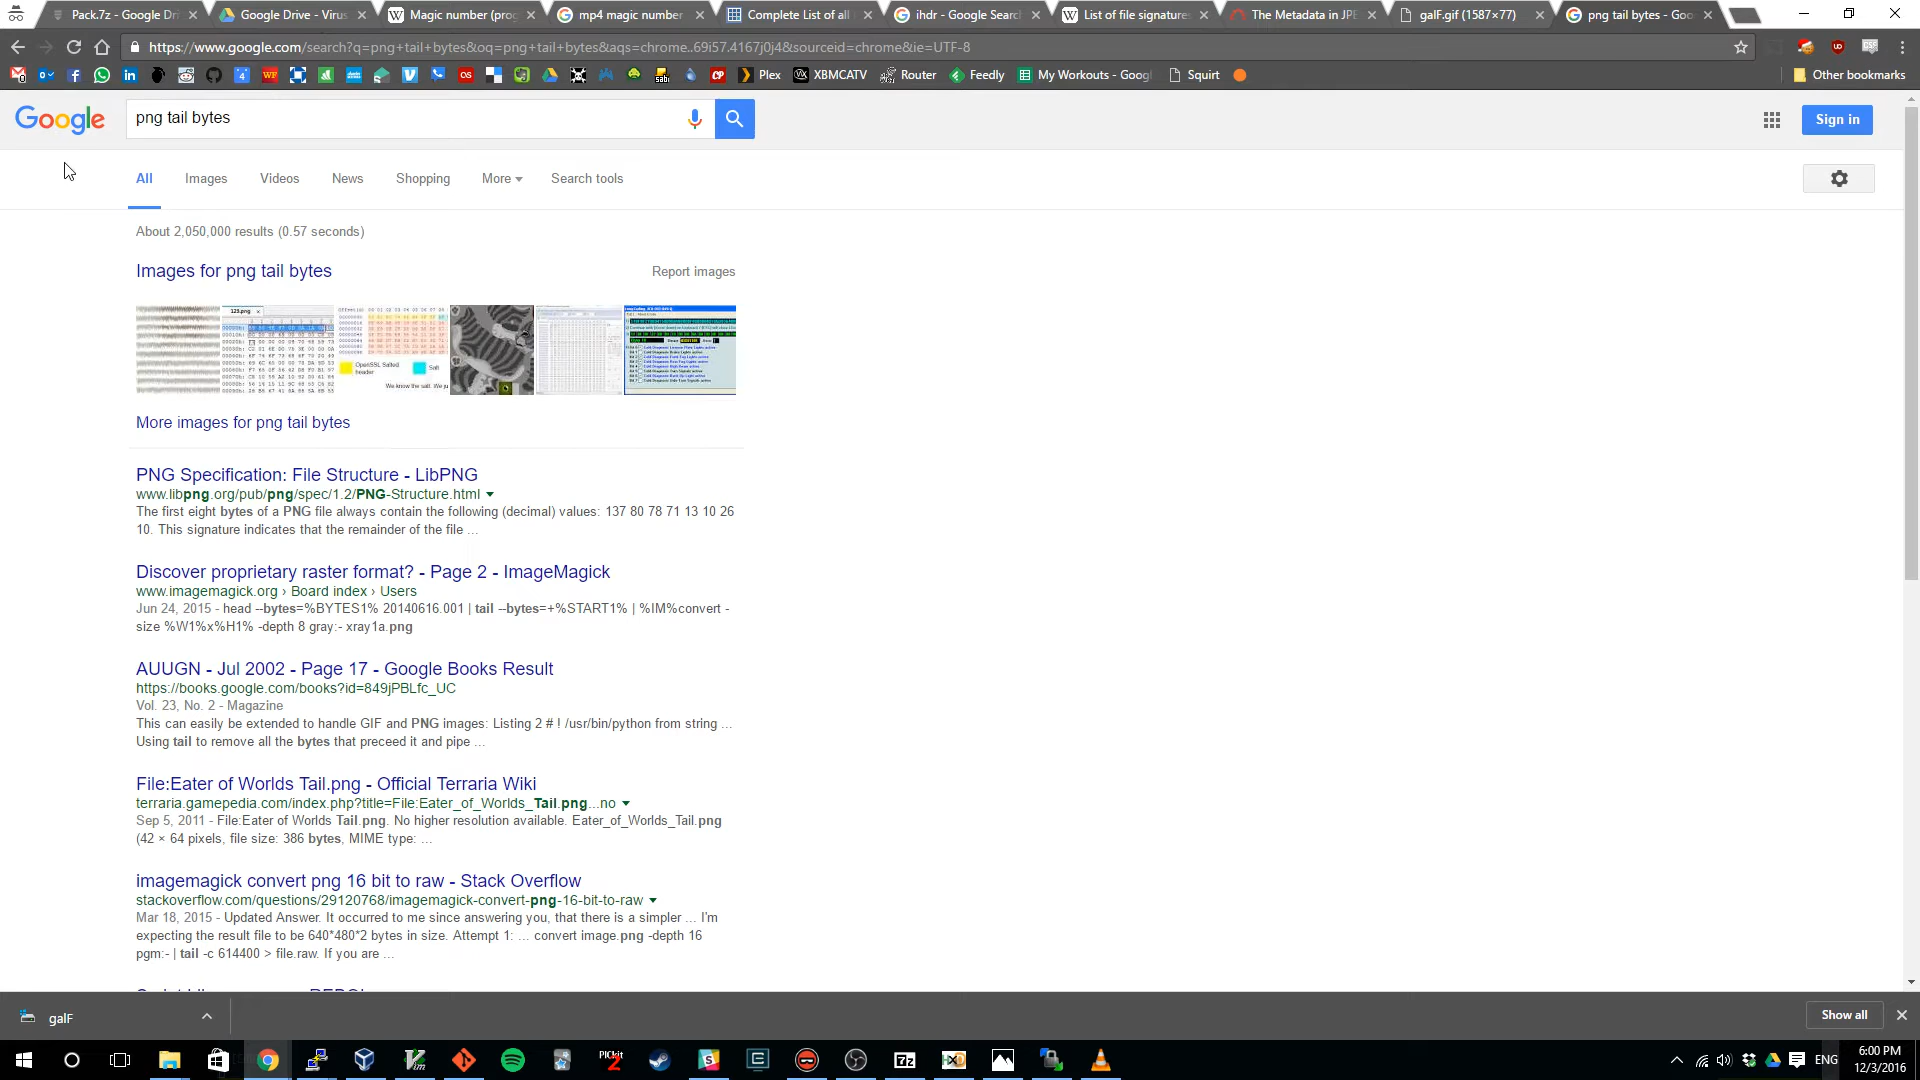 Pack.7z - Google Dri
Google Drive - Virus
Magic number (prog
mp4 magic number
Complete List of all
ihdr - Google Searc
List of file signature
The Metadata in JPE
galF.gif (1587×77)
png tail bytes - Goo
https://www.google.com/search?q=png+tail+bytes&oq=png+tail+bytes&aqs=chrome..69i57.4167j0j4&sourceid=chrome&ie=UTF-8
Plex
XBMCATV
Router
Feedly
My Workouts - Googl
Squirt
Other bookmarks
Google
png tail bytes
Sign in
All
Images
Videos
News
Shopping
More
Search tools
About 2,050,000 results (0.57 seconds)
Images for png tail bytes
Report images
123.png
OpenSSL Salted
header
Salt
We know the salt. We ju
More images for png tail bytes
PNG Specification: File Structure - LibPNG
www.libpng.org/pub/png/spec/1.2/PNG-Structure.html
The first eight bytes of a PNG file always contain the following (decimal) values: 137 80 78 71 13 10 26
10. This signature indicates that the remainder of the file ...
Discover proprietary raster format? - Page 2 - ImageMagick
www.imagemagick.org › Board index › Users
Jun 24, 2015 - head --bytes=%BYTES1% 20140616.001 | tail --bytes=+%START1% | %IM%convert -
size %W1%x%H1% -depth 8 gray:- xray1a.png
AUUGN - Jul 2002 - Page 17 - Google Books Result
https://books.google.com/books?id=849jPBLfc_UC
Vol. 23, No. 2 - Magazine
This can easily be extended to handle GIF and PNG images: Listing 2 # ! /usr/bin/python from string ...
Using tail to remove all the bytes that preceed it and pipe ...
File:Eater of Worlds Tail.png - Official Terraria Wiki
terraria.gamepedia.com/index.php?title=File:Eater_of_Worlds_Tail.png...no
Sep 5, 2011 - File:Eater of Worlds Tail.png. No higher resolution available. Eater_of_Worlds_Tail.png
(42 × 64 pixels, file size: 386 bytes, MIME type: ...
imagemagick convert png 16 bit to raw - Stack Overflow
stackoverflow.com/questions/29120768/imagemagick-convert-png-16-bit-to-raw
Mar 18, 2015 - Updated Answer. It occurred to me since answering you, that there is a simpler ... I'm
expecting the result file to be 640*480*2 bytes in size. Attempt 1: ... convert image.png -depth 16
pgm:- | tail -c 614400 > file.raw. If you are ...
galF
Show all
ENG
6:00 PM
12/3/2016